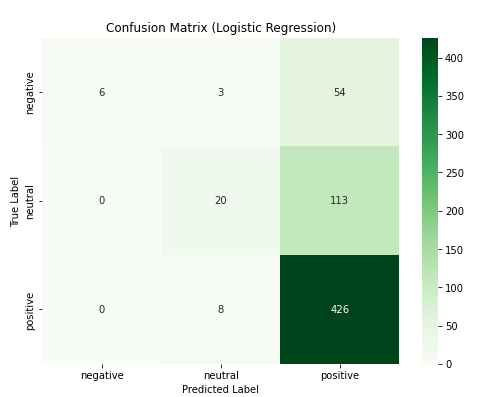 Confusion Matrix (Logistic Regression)
negative
6 3 54
neutral
0 20 113
positive
0 8 426
True Label
negative neutral positive
Predicted Label
400
350
300
250
200
150
100
50
0